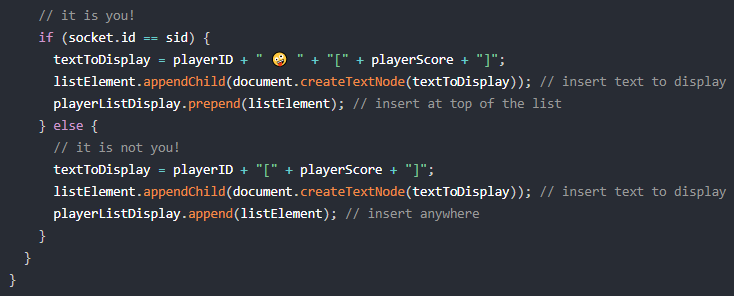 // it is you!
if (socket.id == sid) {
textToDisplay = playerID + " 🤪 " + "[" + playerScore + "]";
listElement.appendChild(document.createTextNode(textToDisplay)); // insert text to display
playerListDisplay.prepend(listElement); // insert at top of the list
} else {
// it is not you!
textToDisplay = playerID + "[" + playerScore + "]";
listElement.appendChild(document.createTextNode(textToDisplay)); // insert text to display
playerListDisplay.append(listElement); // insert anywhere
}
}
}